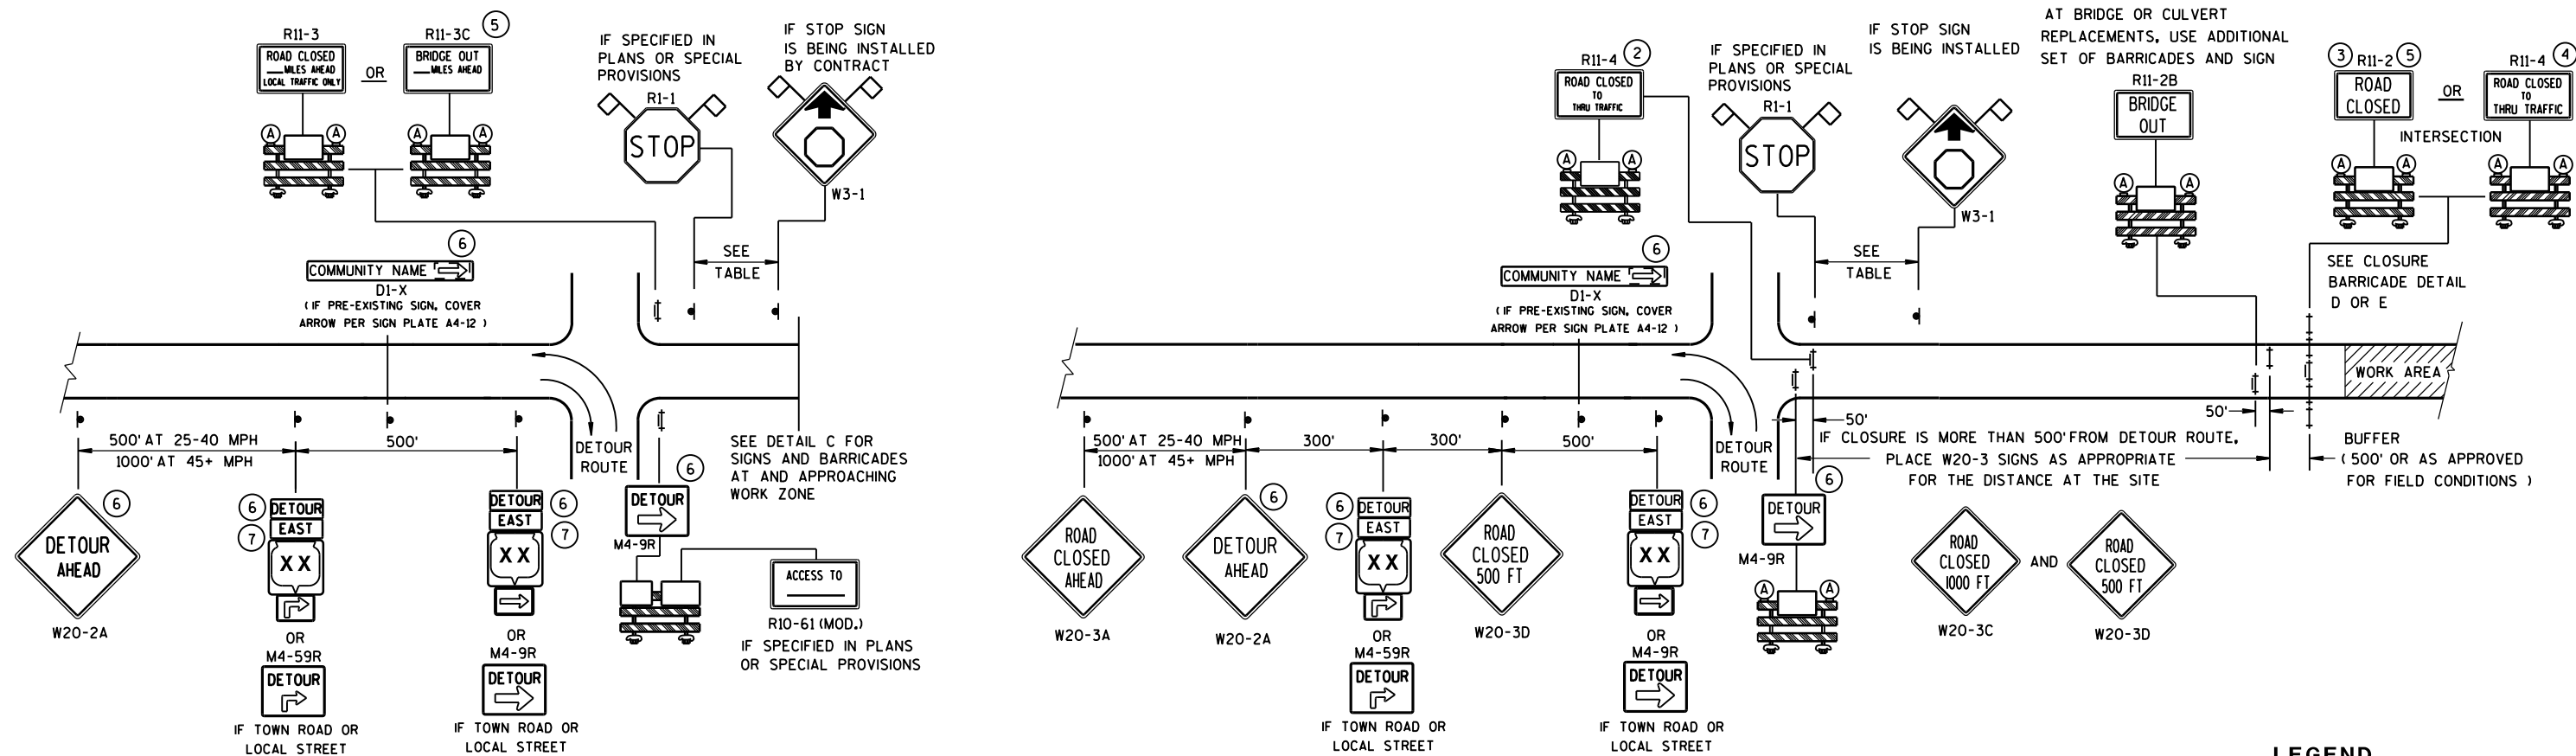 R11-3
ROAD CLOSED
___MILES AHEAD
LOCAL TRAFFIC ONLY
OR
R11-3C
5
BRIDGE OUT
___MILES AHEAD
A
A
A
A
IF SPECIFIED IN
PLANS OR SPECIAL
PROVISIONS
R1-1
STOP
IF STOP SIGN
IS BEING INSTALLED
BY CONTRACT
W3-1
SEE
TABLE
6
COMMUNITY NAME
D1-X
(IF PRE-EXISTING SIGN, COVER
ARROW PER SIGN PLATE A4-12)
500' AT 25-40 MPH
1000' AT 45+ MPH
500'
DETOUR
ROUTE
SEE DETAIL C FOR
SIGNS AND BARRICADES
AT AND APPROACHING
WORK ZONE
6
DETOUR
AHEAD
W20-2A
6
7
DETOUR
EAST
XX
OR
M4-59R
DETOUR
IF TOWN ROAD OR
LOCAL STREET
6
7
DETOUR
EAST
XX
OR
M4-9R
DETOUR
IF TOWN ROAD OR
LOCAL STREET
6
DETOUR
M4-9R
ACCESS TO
R10-61 (MOD.)
IF SPECIFIED IN PLANS
OR SPECIAL PROVISIONS
R11-4
2
ROAD CLOSED
TO
THRU TRAFFIC
A
A
IF SPECIFIED IN
PLANS OR SPECIAL
PROVISIONS
R1-1
STOP
IF STOP SIGN
IS BEING INSTALLED
W3-1
SEE
TABLE
AT BRIDGE OR CULVERT
REPLACEMENTS, USE ADDITIONAL
SET OF BARRICADES AND SIGN
R11-2B
BRIDGE
OUT
A
A
3
R11-2
5
ROAD
CLOSED
OR
R11-4
4
ROAD CLOSED
TO
THRU TRAFFIC
INTERSECTION
A
A
A
A
SEE CLOSURE
BARRICADE DETAIL
D OR E
6
COMMUNITY NAME
D1-X
(IF PRE-EXISTING SIGN, COVER
ARROW PER SIGN PLATE A4-12)
WORK AREA
50'
50'
500' AT 25-40 MPH
1000' AT 45+ MPH
300'
300'
500'
DETOUR
ROUTE
IF CLOSURE IS MORE THAN 500' FROM DETOUR ROUTE,
PLACE W20-3 SIGNS AS APPROPRIATE
FOR THE DISTANCE AT THE SITE
BUFFER
(500' OR AS APPROVED
FOR FIELD CONDITIONS)
ROAD
CLOSED
AHEAD
W20-3A
6
DETOUR
AHEAD
W20-2A
6
7
DETOUR
EAST
XX
OR
M4-59R
DETOUR
IF TOWN ROAD OR
LOCAL STREET
ROAD
CLOSED
500 FT
W20-3D
6
7
DETOUR
EAST
XX
OR
M4-9R
DETOUR
IF TOWN ROAD OR
LOCAL STREET
6
DETOUR
M4-9R
A
A
ROAD
CLOSED
1000 FT
W20-3C
AND
ROAD
CLOSED
500 FT
W20-3D
LEGEND